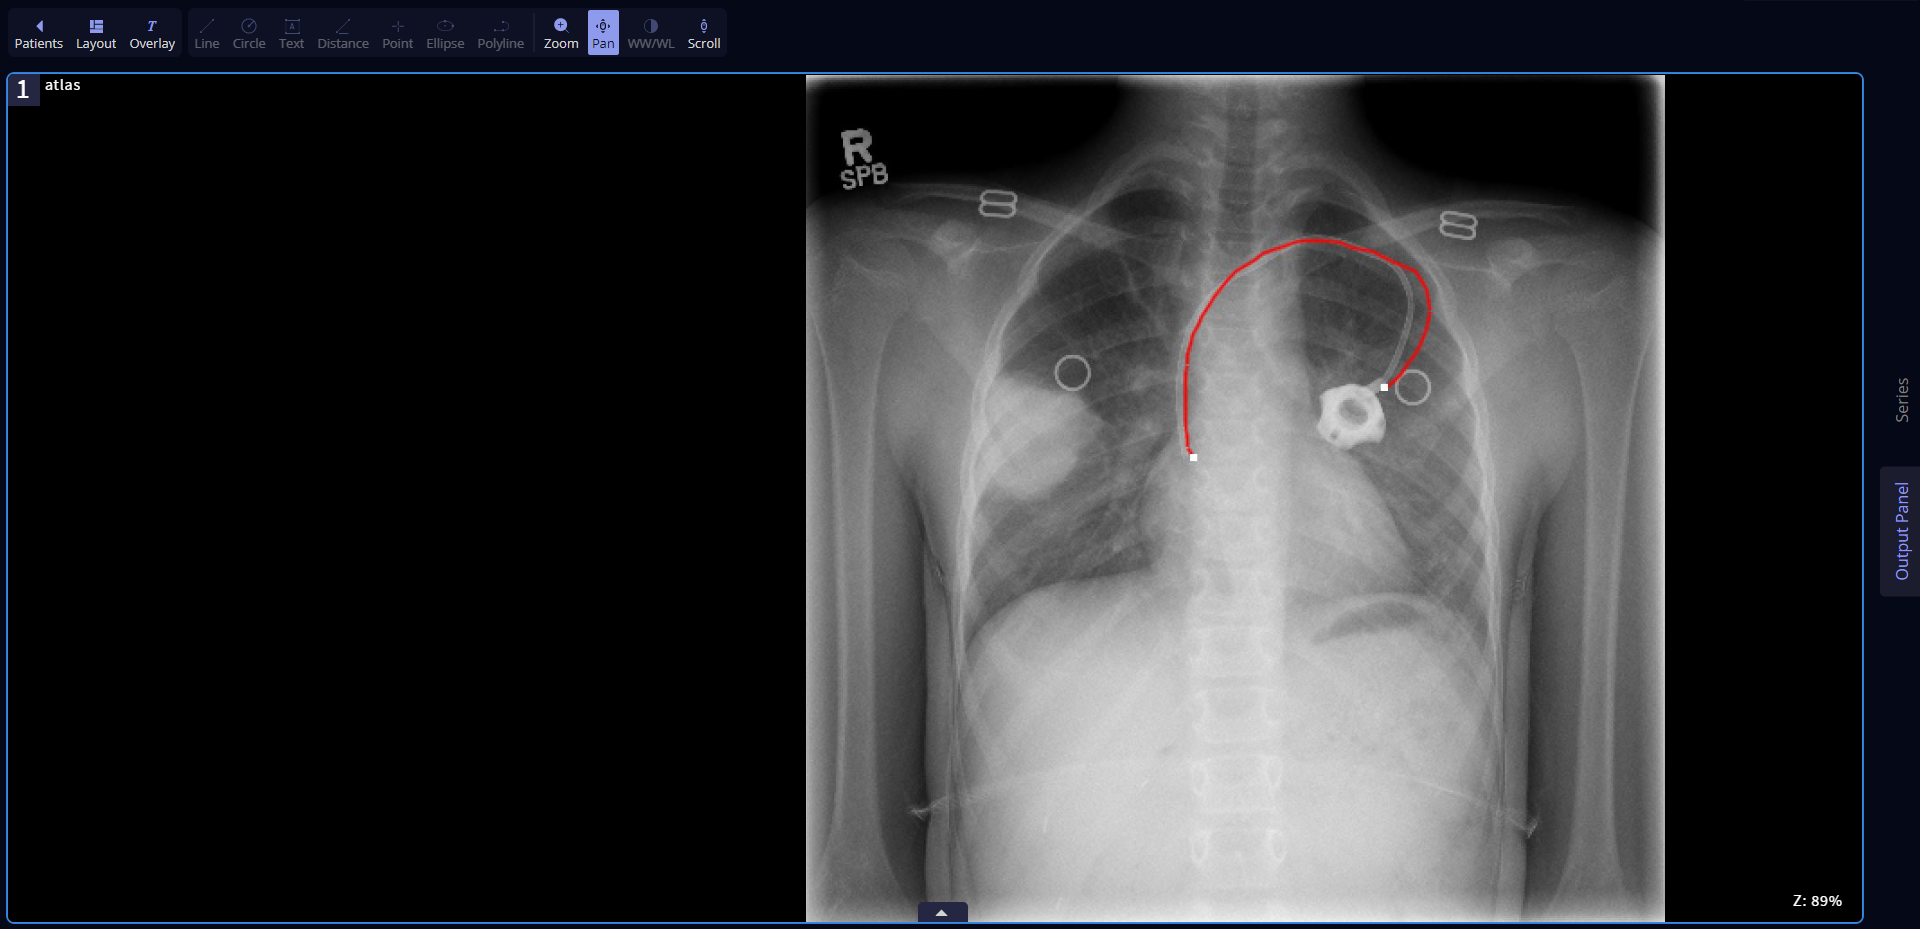 Patients Layout Overlay Line Circle Text Distance Point Ellipse Polyline Zoom Pan WW/WL Scroll
1 atlas
R
SPB
Series
Output Panel
Z: 89%